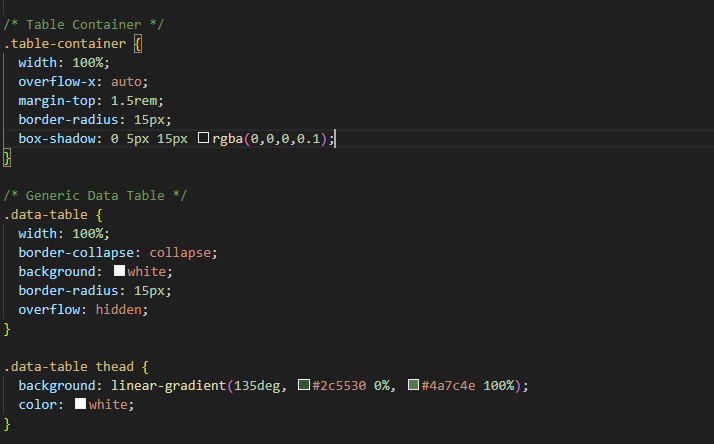 /* Table Container */
.table-container {
  width: 100%;
  overflow-x: auto;
  margin-top: 1.5rem;
  border-radius: 15px;
  box-shadow: 0 5px 15px rgba(0,0,0,0.1);
}
/* Generic Data Table */
.data-table {
  width: 100%;
  border-collapse: collapse;
  background: white;
  border-radius: 15px;
  overflow: hidden;
}
.data-table thead {
  background: linear-gradient(135deg, #2c5530 0%, #4a7c4e 100%);
  color: white;
}